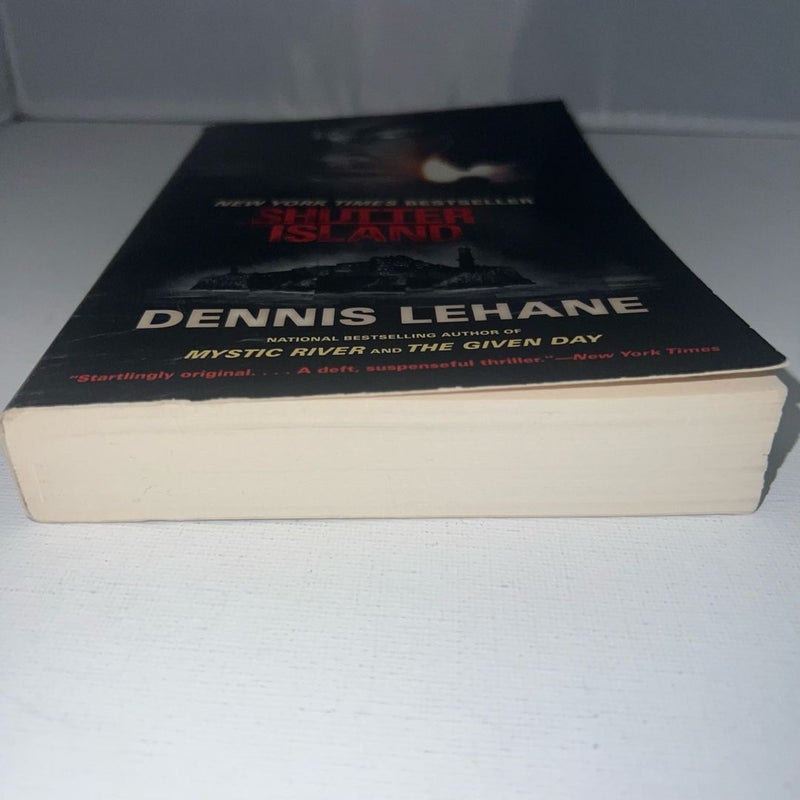 NEW YORK TIMES BESTSELLER
SHUTTER
ISLAND
DENNIS LEHANE
NATIONAL BESTSELLING AUTHOR OF
MYSTIC RIVER AND THE GIVEN DAY
"Startlingly original. . . . A deft, suspenseful thriller."—New York Times